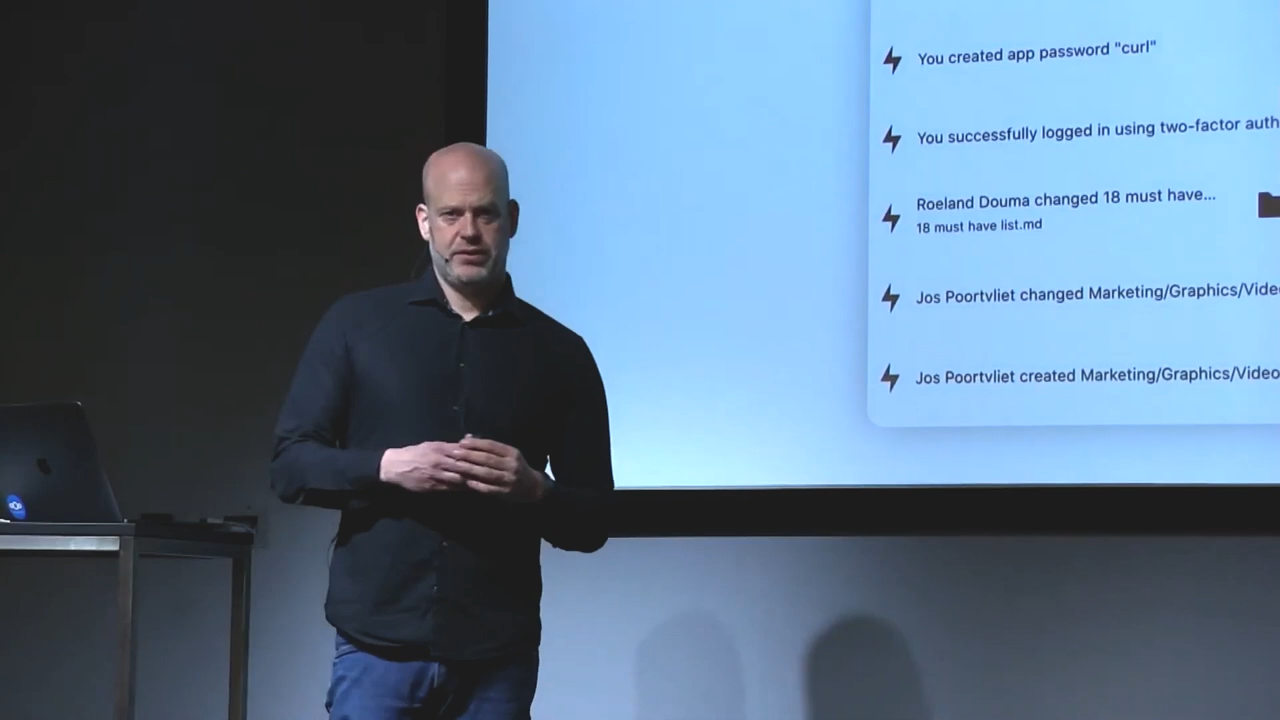 You created app password "curl"
You successfully logged in using two-factor auth
Roeland Douma changed 18 must have...
18 must have list.md
Jos Poortvliet changed Marketing/Graphics/Vide
Jos Poortvliet created Marketing/Graphics/Video